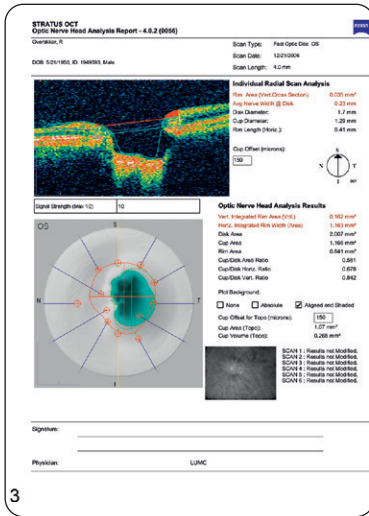 STRATUS OCT
Optic Nerve Head Analysis Report - 4.0.2 (0056)
ZEISS
Scan Type: Fast Optic Disc OS
Scan Date: 12/21/2006
Scan Length: 4.0 mm
DOB: 5/21/1950, ID: 1949593, Male
Individual Radial Scan Analysis
Rim Area (Vert.Cross Section): 0.035 mm²
Avg Nerve Width @ Disk: 0.23 mm
Disk Diameter: 1.7 mm
Cup Diameter: 1.29 mm
Rim Length (Horiz.): 0.41 mm
Cup Offset (microns):
150
S
N T
I
Signal Strength (Max 10) 10
Optic Nerve Head Analysis Results
Vert. Integrated Rim Area (Vol.) 0.162 mm³
Horiz. Integrated Rim Width (Area) 1.163 mm²
Disk Area 2.007 mm²
Cup Area 1.166 mm²
Rim Area 0.841 mm²
Cup/Disk Area Ratio 0.581
Cup/Disk Horiz. Ratio 0.878
Cup/Disk Vert. Ratio 0.642
Plot Background:
None Absolute Aligned and Shaded
Cup Offset for Topo (microns): 150
Cup Area (Topo): 1.07 mm²
Cup Volume (Topo): 0.268 mm³
OS
S
N T
I
SCAN 1 : Results not Modified.
SCAN 2 : Results not Modified.
SCAN 3 : Results not Modified.
SCAN 4 : Results not Modified.
SCAN 5 : Results not Modified.
SCAN 6 : Results not Modified.
Signature:
Physician: LUMC
3